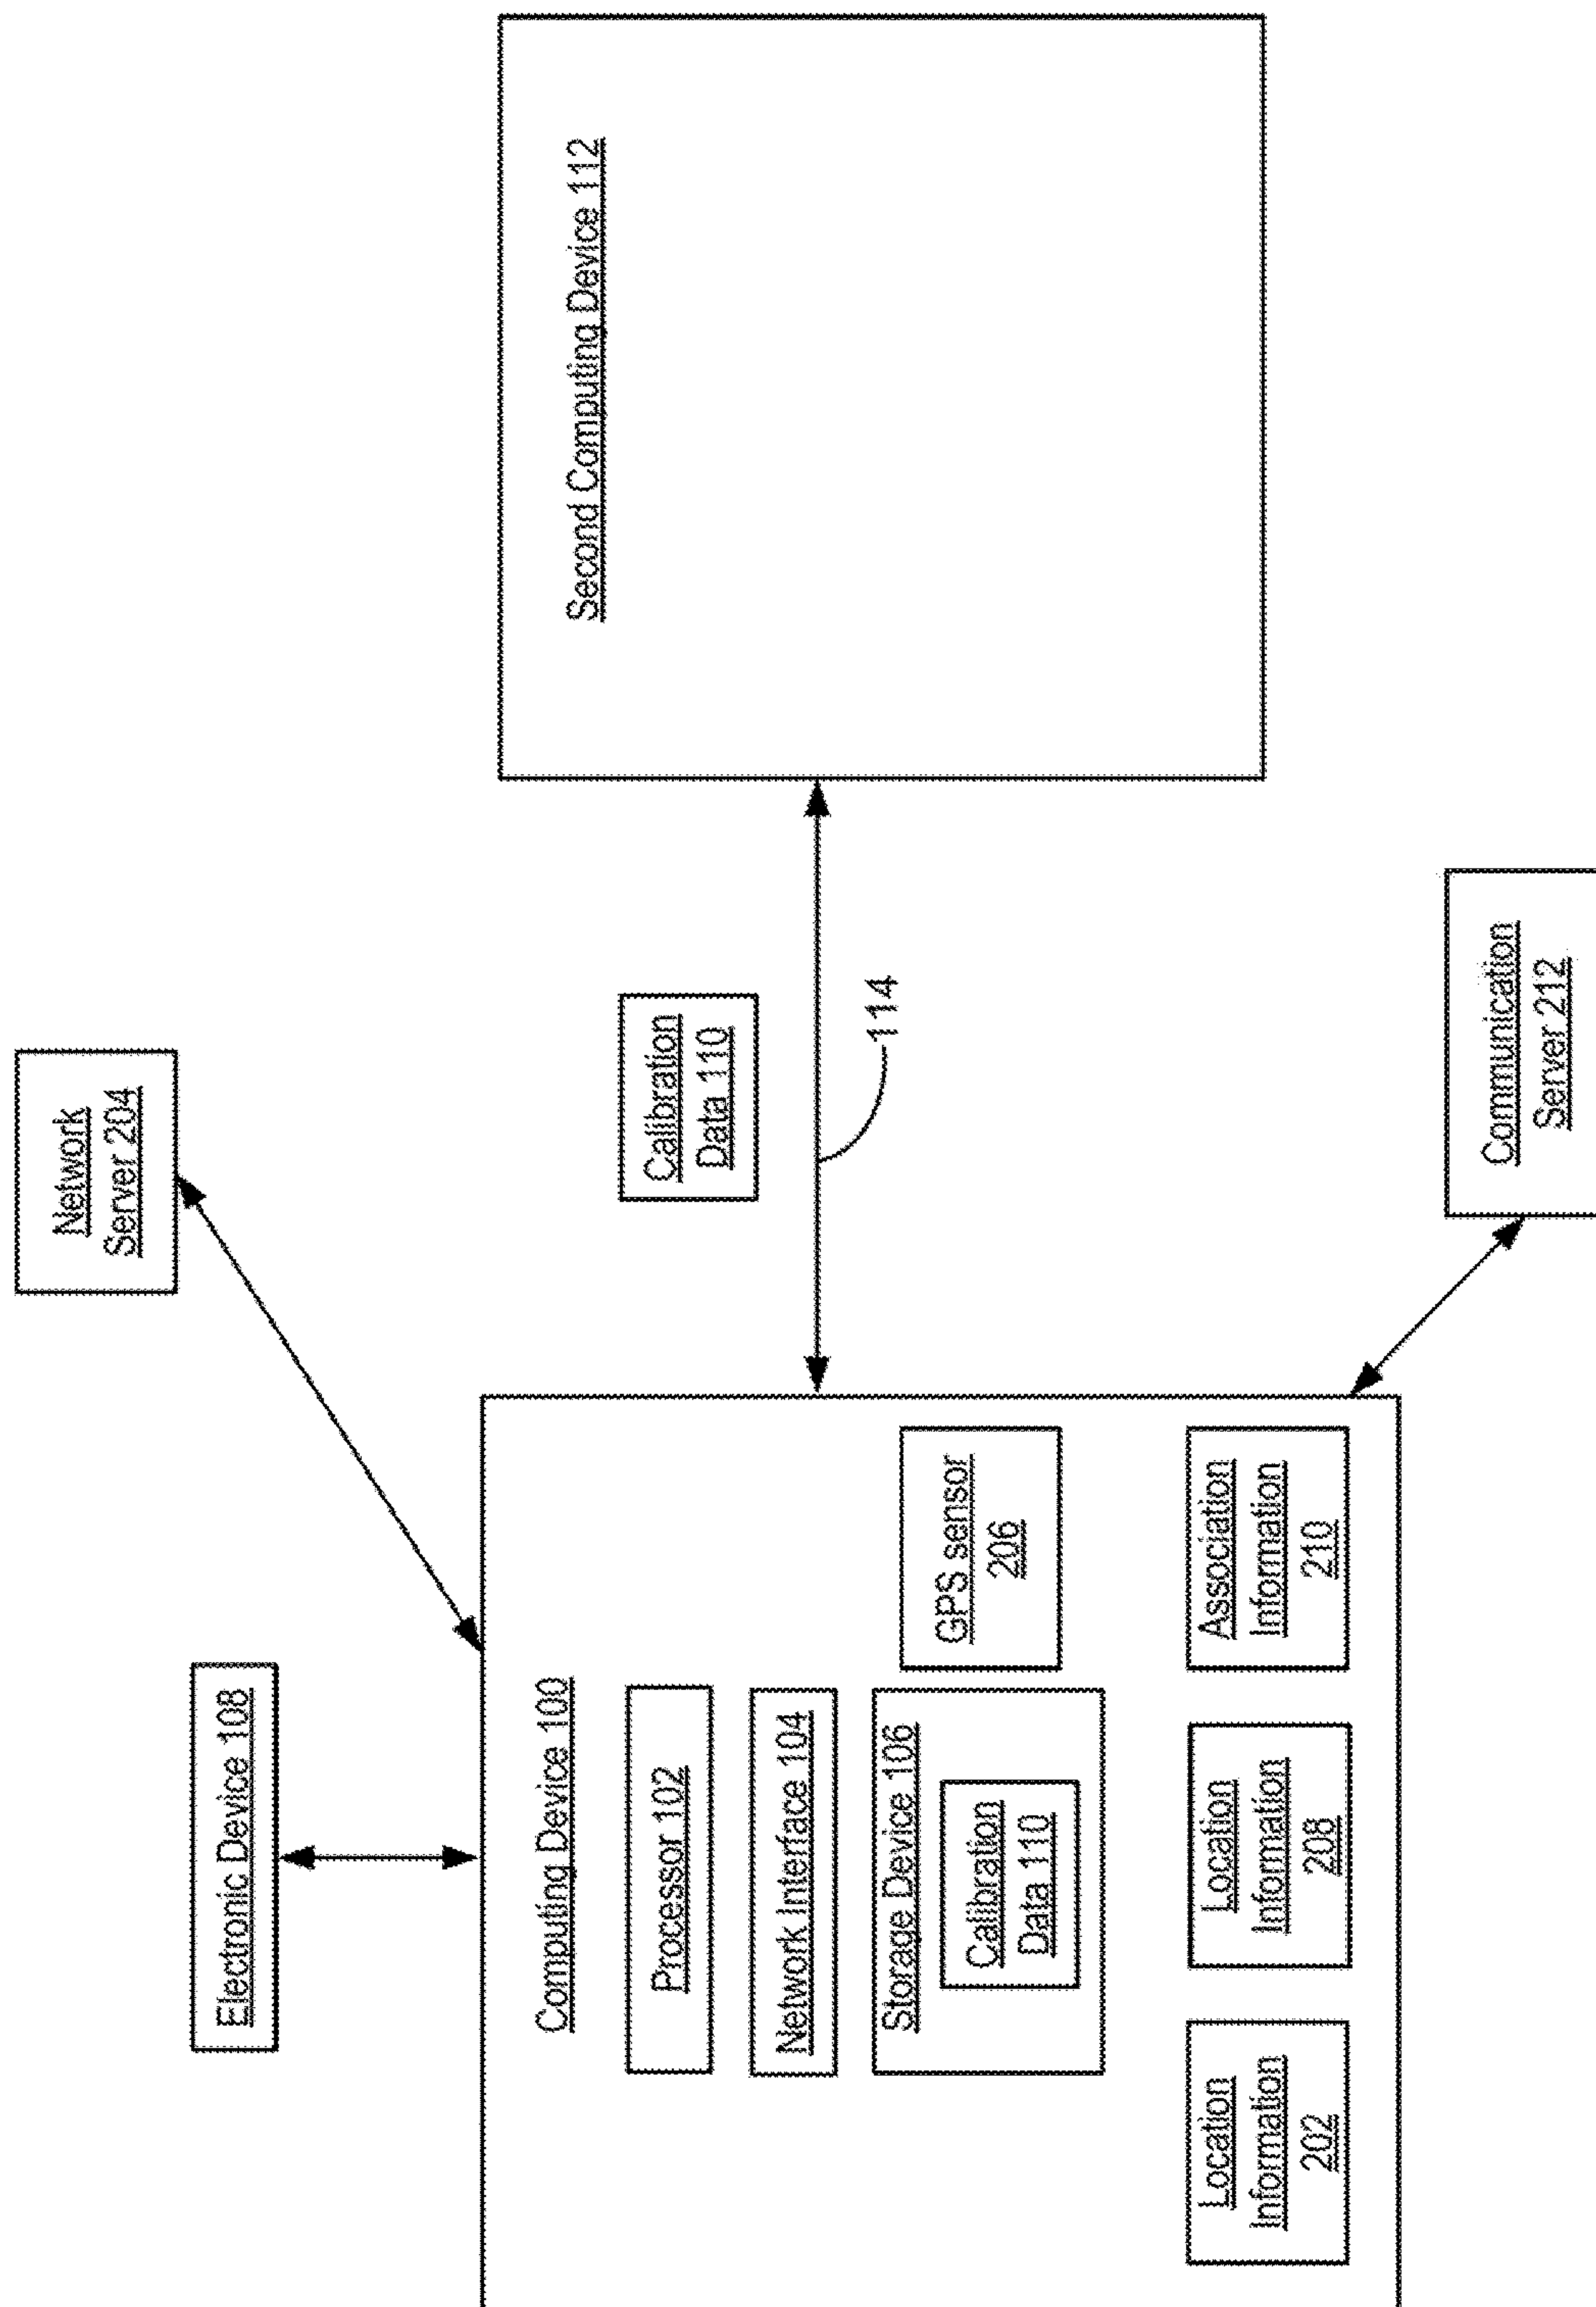 Electronic Device 108
Network
Server 204
Computing Device 100
Processor 102
Network Interface 104
Storage Device 106
Calibration
Data 110
GPS sensor
206
Location
Information
202
Location
Information
208
Association
Information
210
Calibration
Data 110
114
Second Computing Device 112
Communication
Server 212